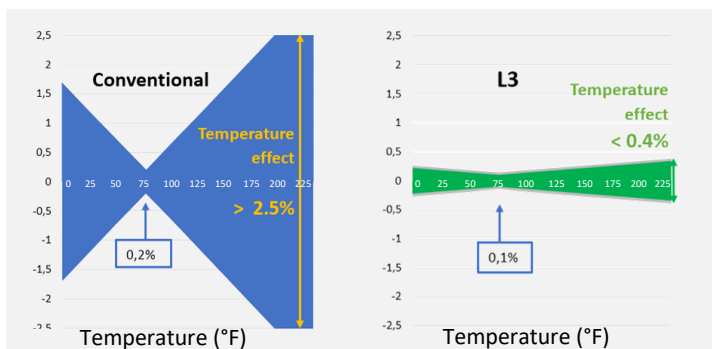 2,5
2
1,5
1
0,5
0
-0,5
-1
-1,5
-2
-2,5
Conventional
Temperature
effect
> 2.5%
0 25 50 75 100 125 150 175 200 225
0,2%
Temperature (°F)
2,5
2
1,5
1
0,5
0
-0,5
-1
-1,5
-2
-2,5
L3
Temperature
effect
< 0.4%
0 25 50 75 100 125 150 175 200 225
0,1%
Temperature (°F)